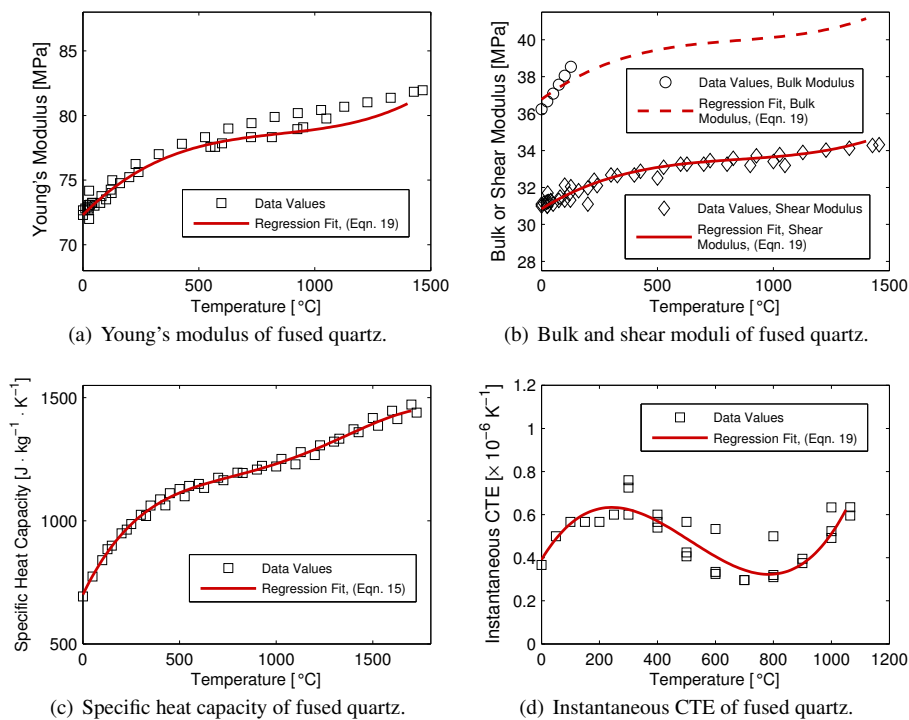 87
82
77
72
Young's Modulus [MPa]
Data Values
Regression Fit, (Eqn. 19)
0 500 1000 1500
Temperature [°C]
(a) Young's modulus of fused quartz.
40
38
36
34
32
30
28
Bulk or Shear Modulus [MPa]
Data Values, Bulk Modulus
Regression Fit, Bulk
Modulus, (Eqn. 19)
Data Values, Shear Modulus
Regression Fit, Shear
Modulus, (Eqn. 19)
0 500 1000 1500
Temperature [°C]
(b) Bulk and shear moduli of fused quartz.
1500
1000
500
Specific Heat Capacity [J · kg⁻¹ · K⁻¹]
Data Values
Regression Fit, (Eqn. 15)
0 500 1000 1500
Temperature [°C]
(c) Specific heat capacity of fused quartz.
1.2
1
0.8
0.6
0.4
0.2
0
Instantaneous CTE [× 10⁻⁶ K⁻¹]
Data Values
Regression Fit, (Eqn. 19)
0 200 400 600 800 1000 1200
Temperature [°C]
(d) Instantaneous CTE of fused quartz.